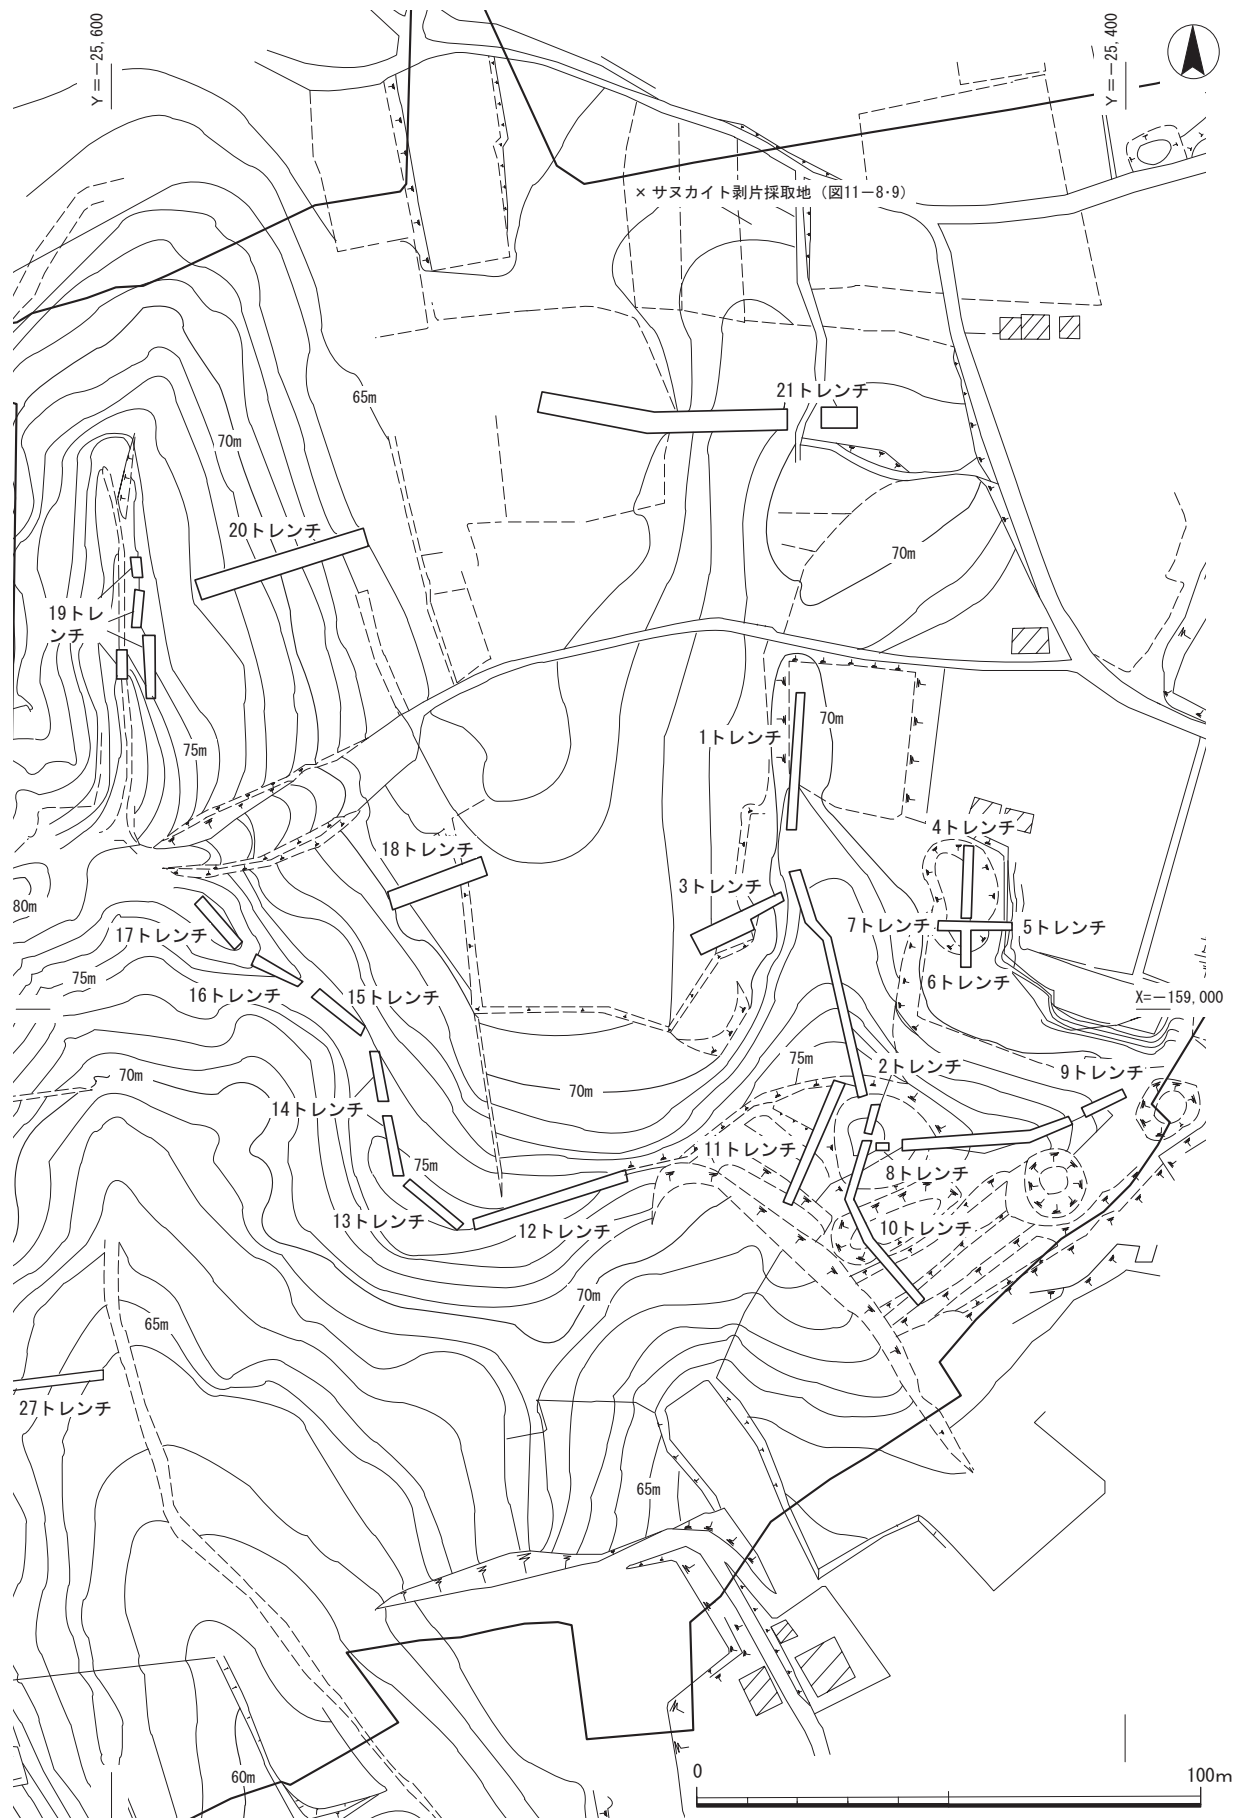 Y＝－25,600
Y＝－25,400
× サヌカイト剥片採取地（図11－8･9）
65m
21トレンチ
70m
20トレンチ
70m
19トレ
ンチ
70m
1トレンチ
75m
4トレンチ
18トレンチ
3トレンチ
80m
7トレンチ
5トレンチ
17トレンチ
75m
6トレンチ
16トレンチ
15トレンチ
X=－159,000
75m
2トレンチ
9トレンチ
70m
70m
14トレンチ
11トレンチ
75m
8トレンチ
13トレンチ
12トレンチ
10トレンチ
70m
65m
27トレンチ
65m
60m
0
100m